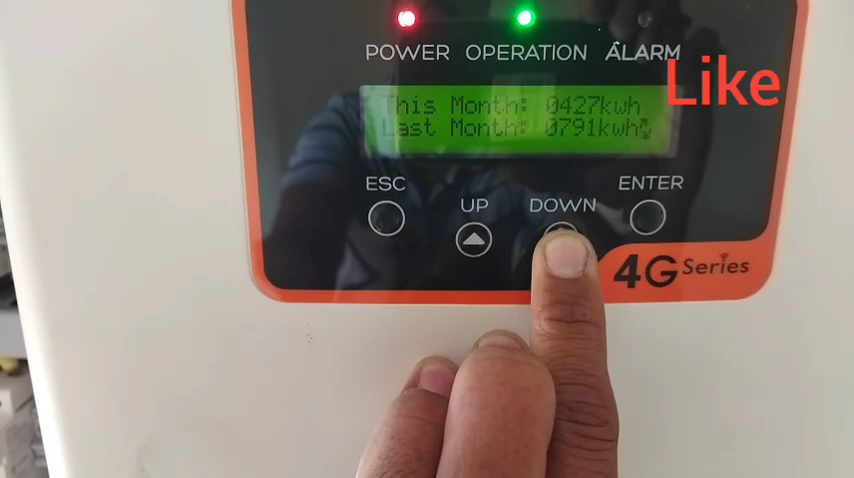 POWER OPERATION ALARM
Like
This Month: 0427kwh
Last Month: 0791kwh
ESC
UP
DOWN
ENTER
4G Series